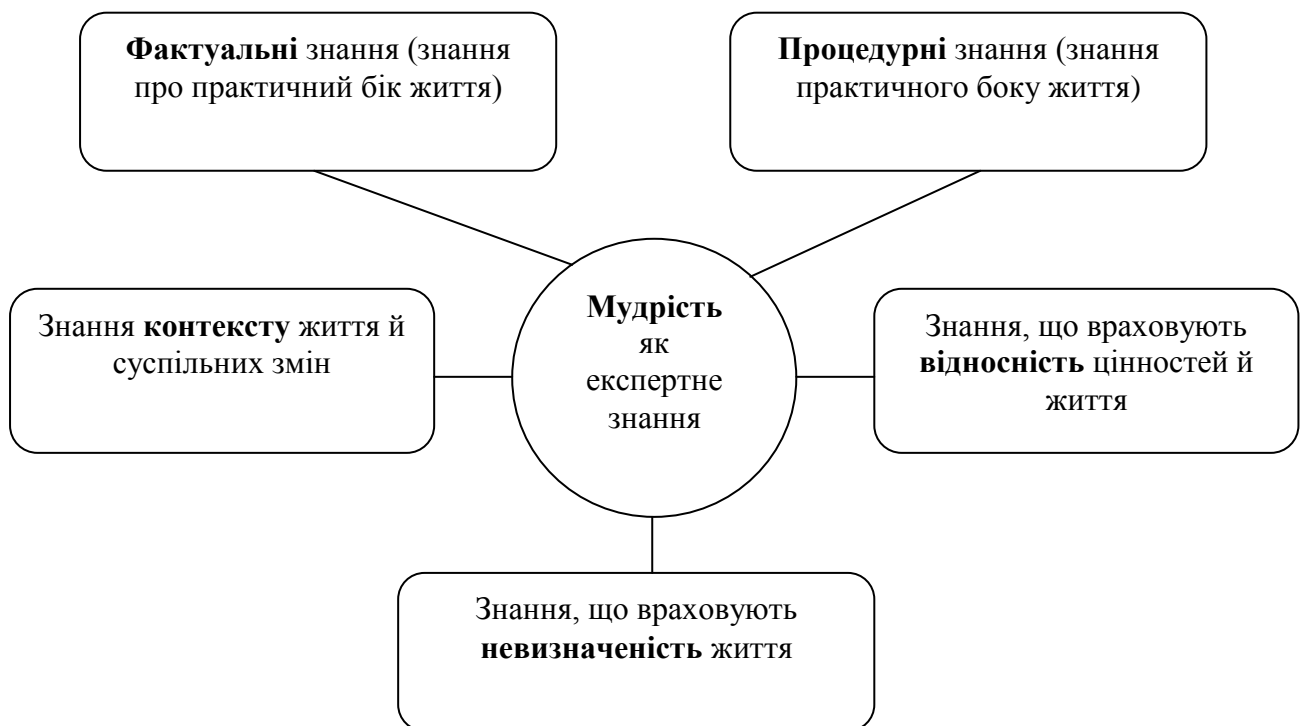 Фактуальні знання (знання
про практичний бік життя)
Процедурні знання (знання
практичного боку життя)
Знання контексту життя й
суспільних змін
Мудрість
як
експертне
знання
Знання, що враховують
відносність цінностей й
життя
Знання, що враховують
невизначеність життя